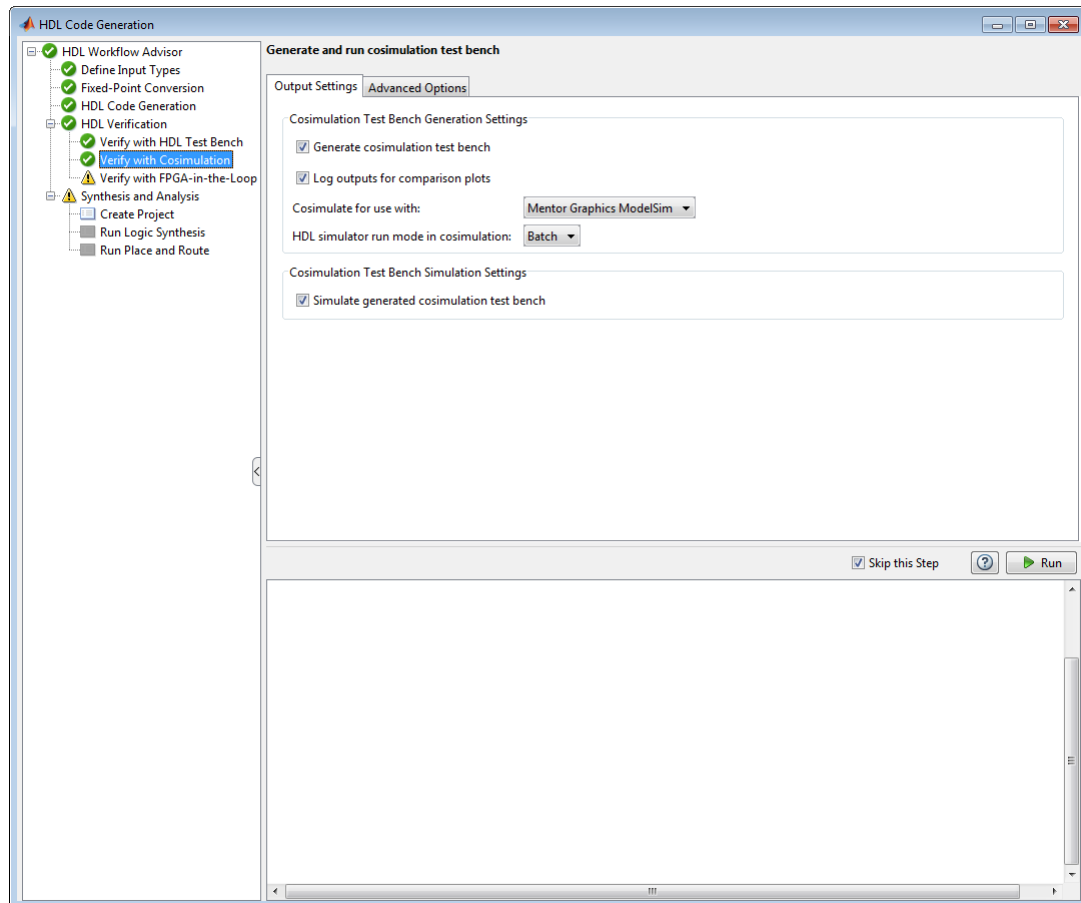 HDL Code Generation
HDL Workflow Advisor
Define Input Types
Fixed-Point Conversion
HDL Code Generation
HDL Verification
Verify with HDL Test Bench
Verify with Cosimulation
Verify with FPGA-in-the-Loop
Synthesis and Analysis
Create Project
Run Logic Synthesis
Run Place and Route
Generate and run cosimulation test bench
Output Settings Advanced Options
Cosimulation Test Bench Generation Settings
Generate cosimulation test bench
Log outputs for comparison plots
Cosimulate for use with: Mentor Graphics ModelSim
HDL simulator run mode in cosimulation: Batch
Cosimulation Test Bench Simulation Settings
Simulate generated cosimulation test bench
Skip this Step ? Run